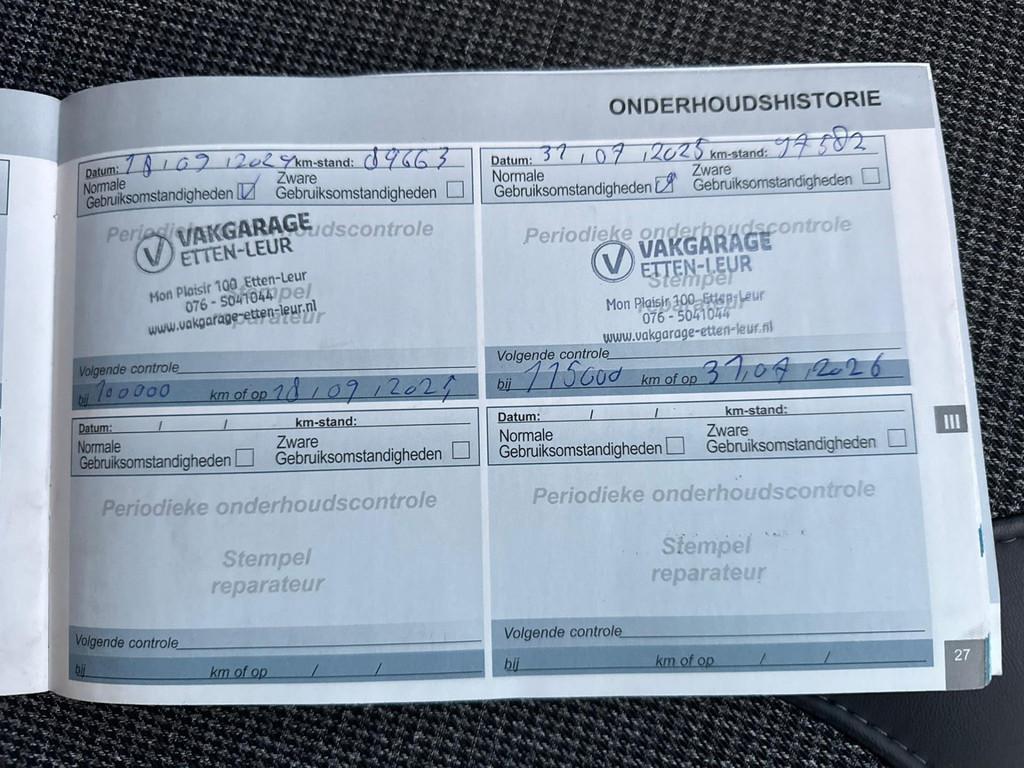 ONDERHOUDSHISTORIE
Datum: 18 / 09 / 2024 km-stand: 89663
Normale Gebruiksomstandigheden Zware Gebruiksomstandigheden
Periodieke onderhoudscontrole
VAKGARAGE
ETTEN-LEUR
Mon Plaisir 100 Etten-Leur
076 - 5041044
www.vakgarage-etten-leur.nl
Stempel
reparateur
Volgende controle
bij 100000 km of op 18 / 09 / 2025
Datum: 31 / 07 / 2025 km-stand: 97582
Normale Gebruiksomstandigheden Zware Gebruiksomstandigheden
Periodieke onderhoudscontrole
VAKGARAGE
ETTEN-LEUR
Mon Plaisir 100 Etten-Leur
076 - 5041044
www.vakgarage-etten-leur.nl
Stempel
reparateur
Volgende controle
bij 115000 km of op 31 / 07 / 2026
III
Datum: / / km-stand:
Normale Gebruiksomstandigheden Zware Gebruiksomstandigheden
Periodieke onderhoudscontrole
Stempel
reparateur
Volgende controle
bij km of op / /
Datum: / / km-stand:
Normale Gebruiksomstandigheden Zware Gebruiksomstandigheden
Periodieke onderhoudscontrole
Stempel
reparateur
Volgende controle
bij km of op / /
27